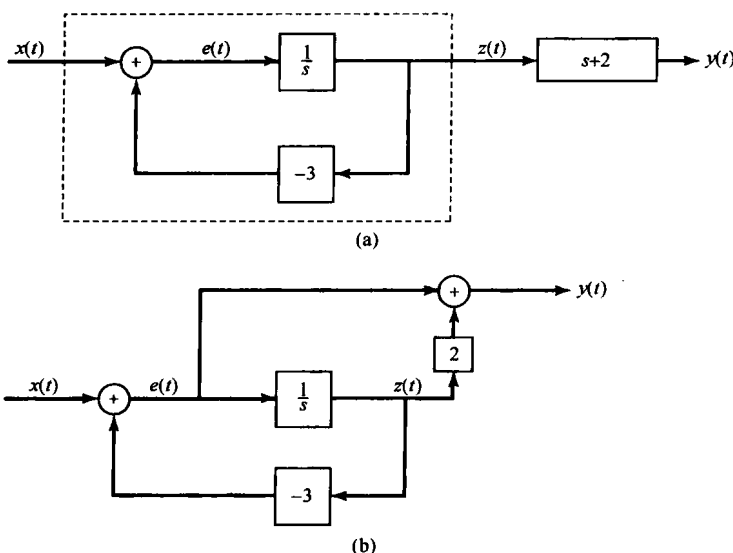 x(t) e(t) 1/s z(t) s+2 y(t)
+
−3
(a)
+ y(t)
2
x(t) e(t) 1/s z(t)
+
−3
(b)